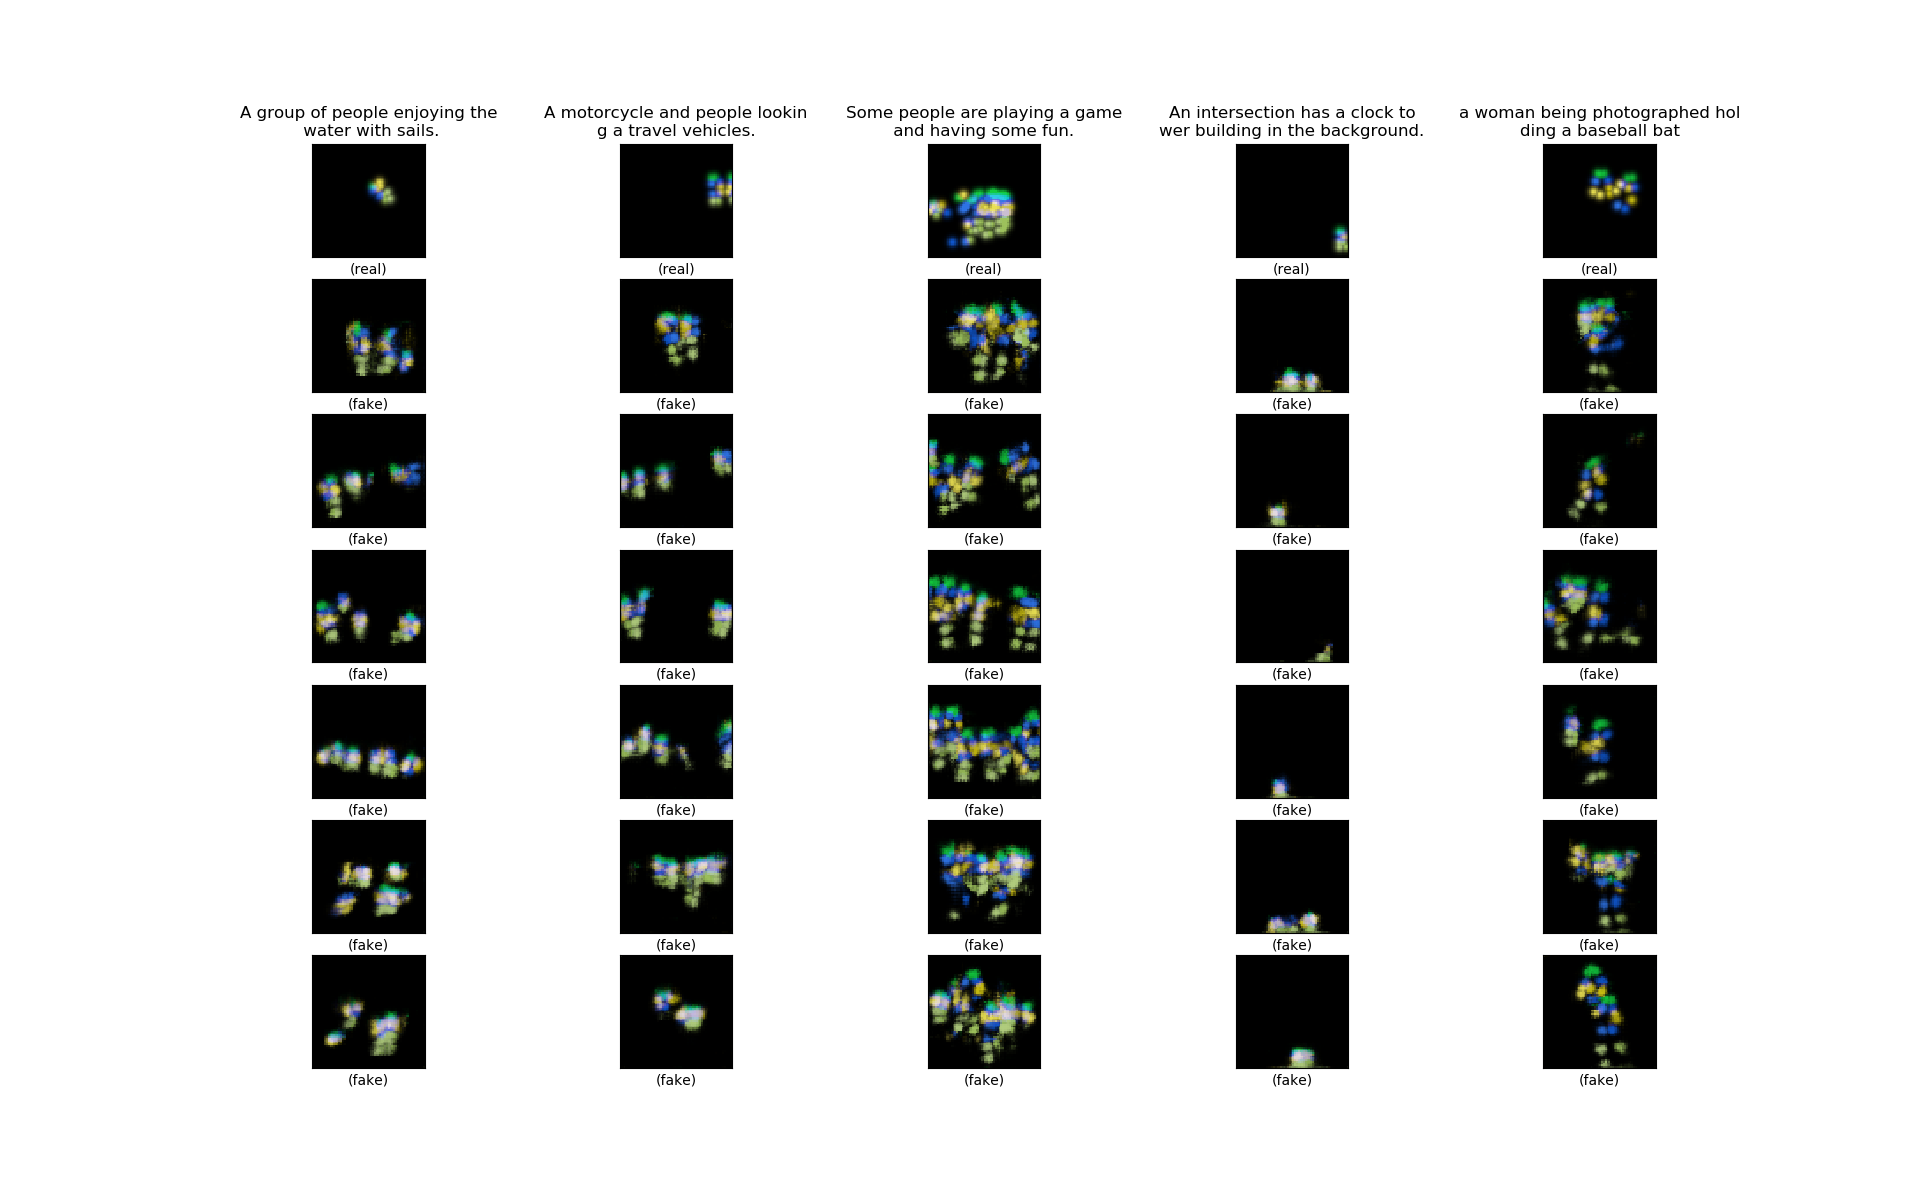 A group of people enjoying the
water with sails.
A motorcycle and people lookin
g a travel vehicles.
Some people are playing a game
and having some fun.
An intersection has a clock to
wer building in the background.
a woman being photographed hol
ding a baseball bat
(real) (real) (real) (real) (real)
(fake) (fake) (fake) (fake) (fake)
(fake) (fake) (fake) (fake) (fake)
(fake) (fake) (fake) (fake) (fake)
(fake) (fake) (fake) (fake) (fake)
(fake) (fake) (fake) (fake) (fake)
(fake) (fake) (fake) (fake) (fake)